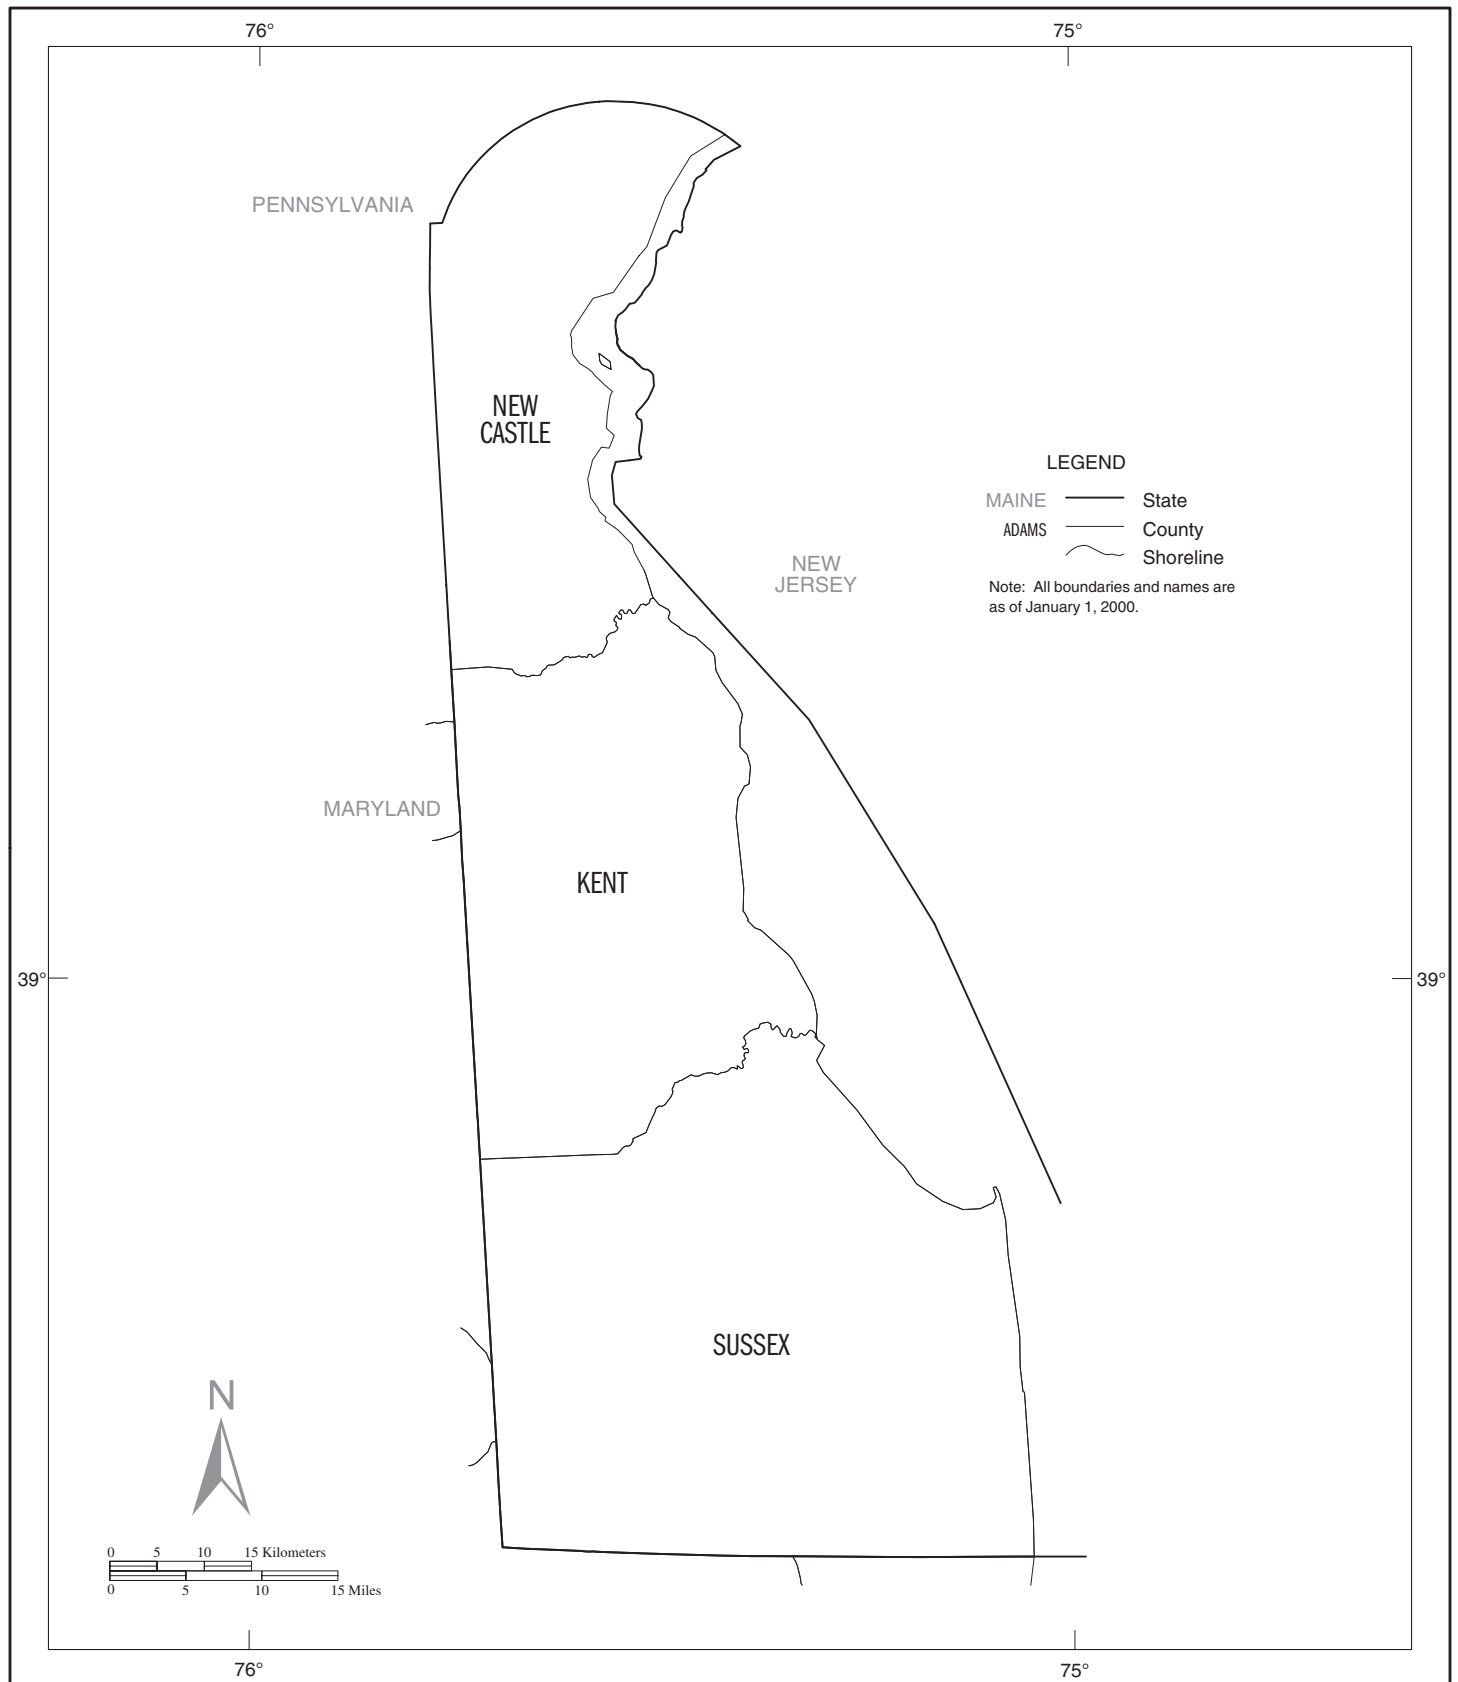 76°
75°
PENNSYLVANIA
NEW
CASTLE
LEGEND
MAINE State
ADAMS County
Shoreline
Note: All boundaries and names are
as of January 1, 2000.
NEW
JERSEY
MARYLAND
KENT
39°
39°
SUSSEX
N
0 5 10 15 Kilometers
0 5 10 15 Miles
76°
75°